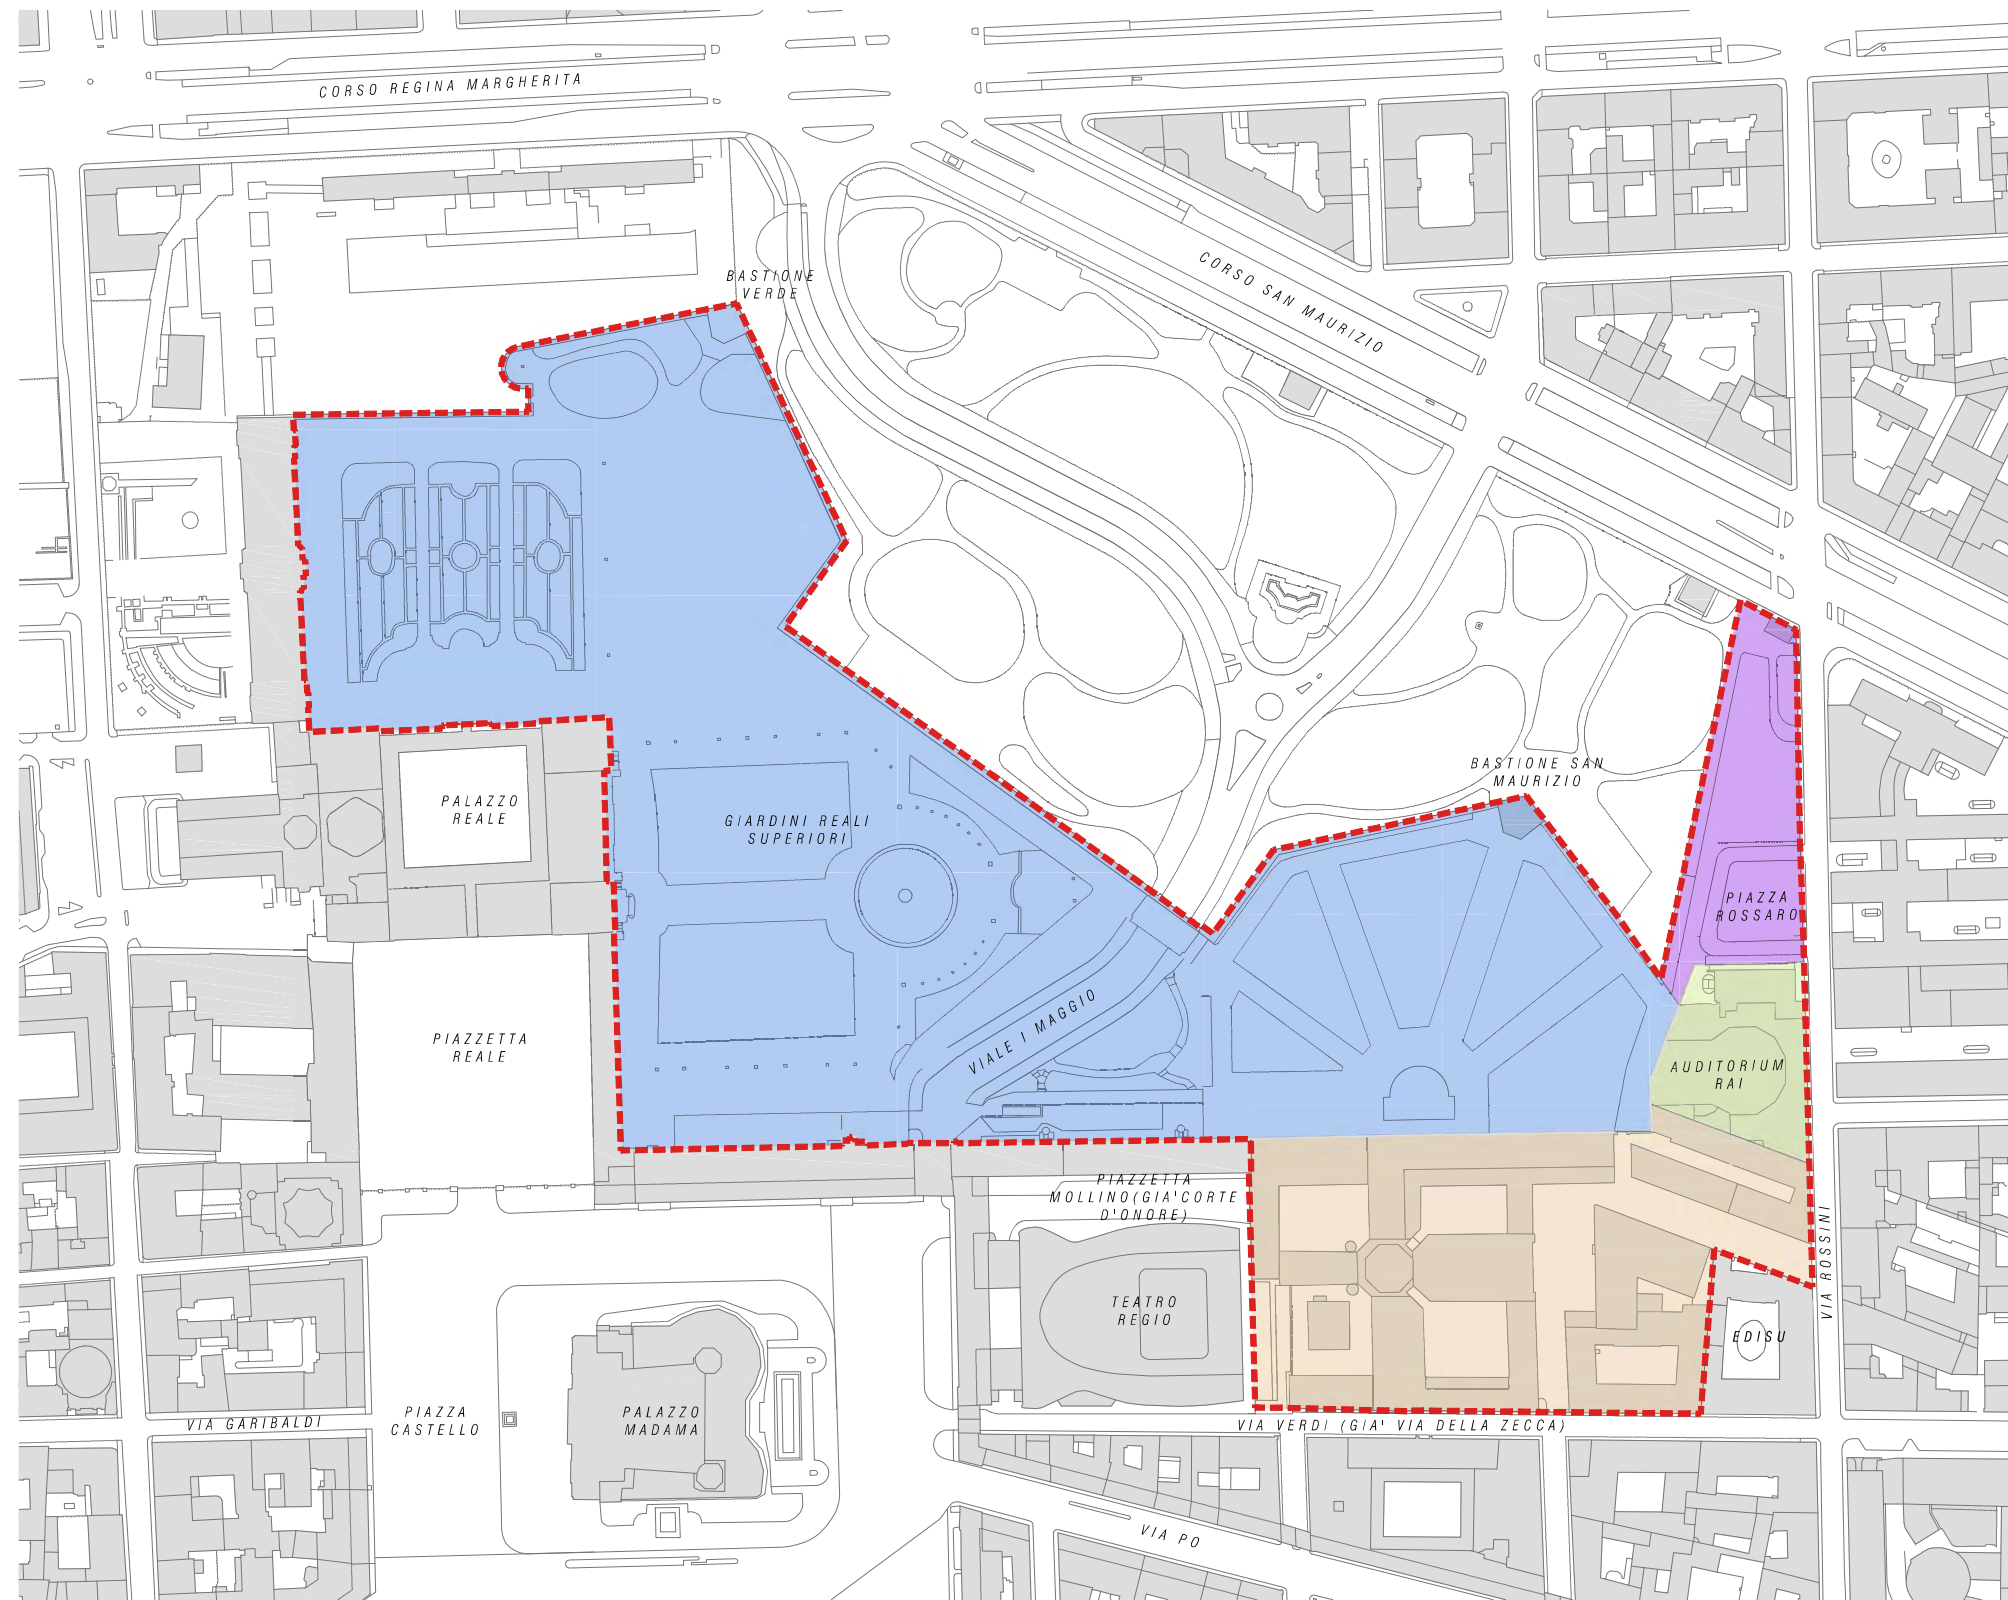 CORSO REGINA MARGHERITA
BASTIONE
VERDE
CORSO SAN MAURIZIO
BASTIONE SAN
MAURIZIO
PALAZZO
REALE
GIARDINI REALI
SUPERIORI
PIAZZA
ROSSARO
PIAZZETTA
REALE
VIALE I MAGGIO
AUDITORIUM
RAI
PIAZZETTA
MOLLINO(GIA'CORTE
D'ONORE)
VIA ROSSINI
TEATRO
REGIO
EDISU
VIA GARIBALDI
PIAZZA
CASTELLO
PALAZZO
MADAMA
VIA VERDI (GIA' VIA DELLA ZECCA)
VIA PO